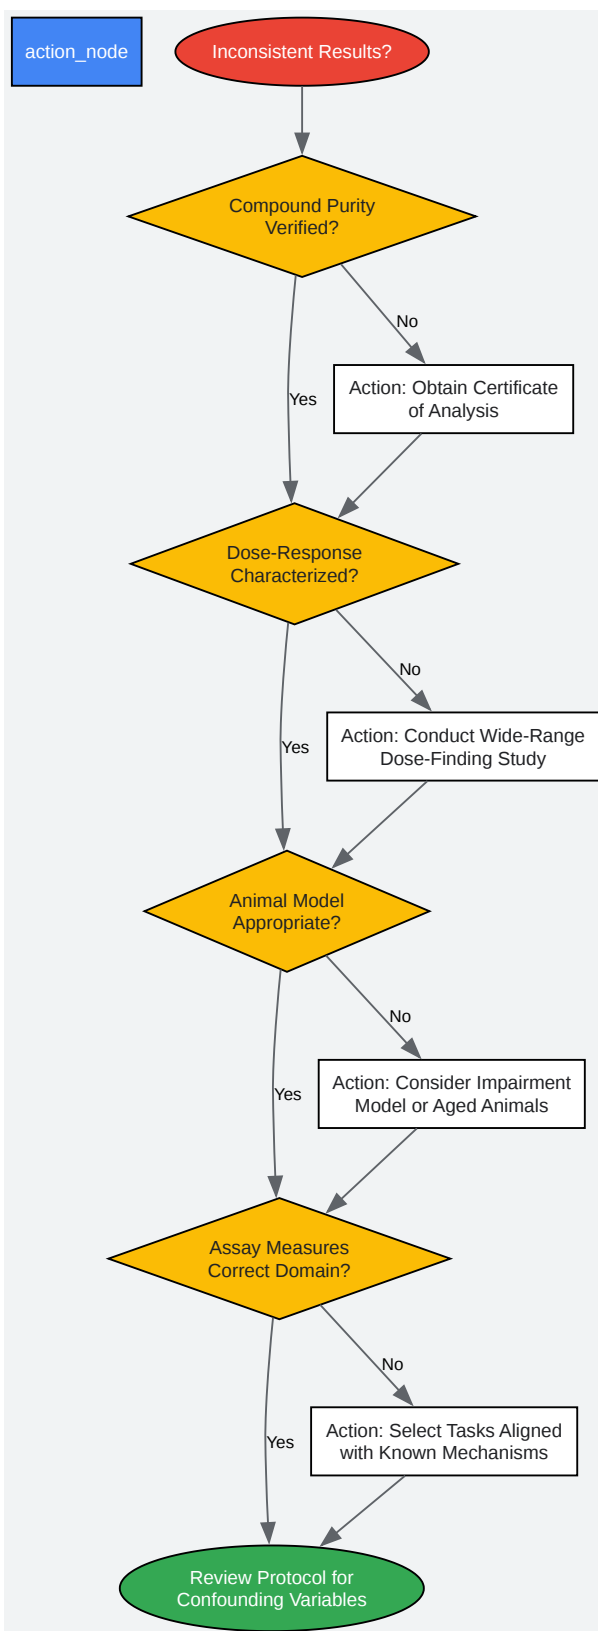 action_node
Inconsistent Results?
Compound Purity
Verified?
No
Action: Obtain Certificate
of Analysis
Yes
Dose-Response
Characterized?
No
Action: Conduct Wide-Range
Dose-Finding Study
Yes
Animal Model
Appropriate?
No
Action: Consider Impairment
Model or Aged Animals
Yes
Assay Measures
Correct Domain?
No
Action: Select Tasks Aligned
with Known Mechanisms
Yes
Review Protocol for
Confounding Variables